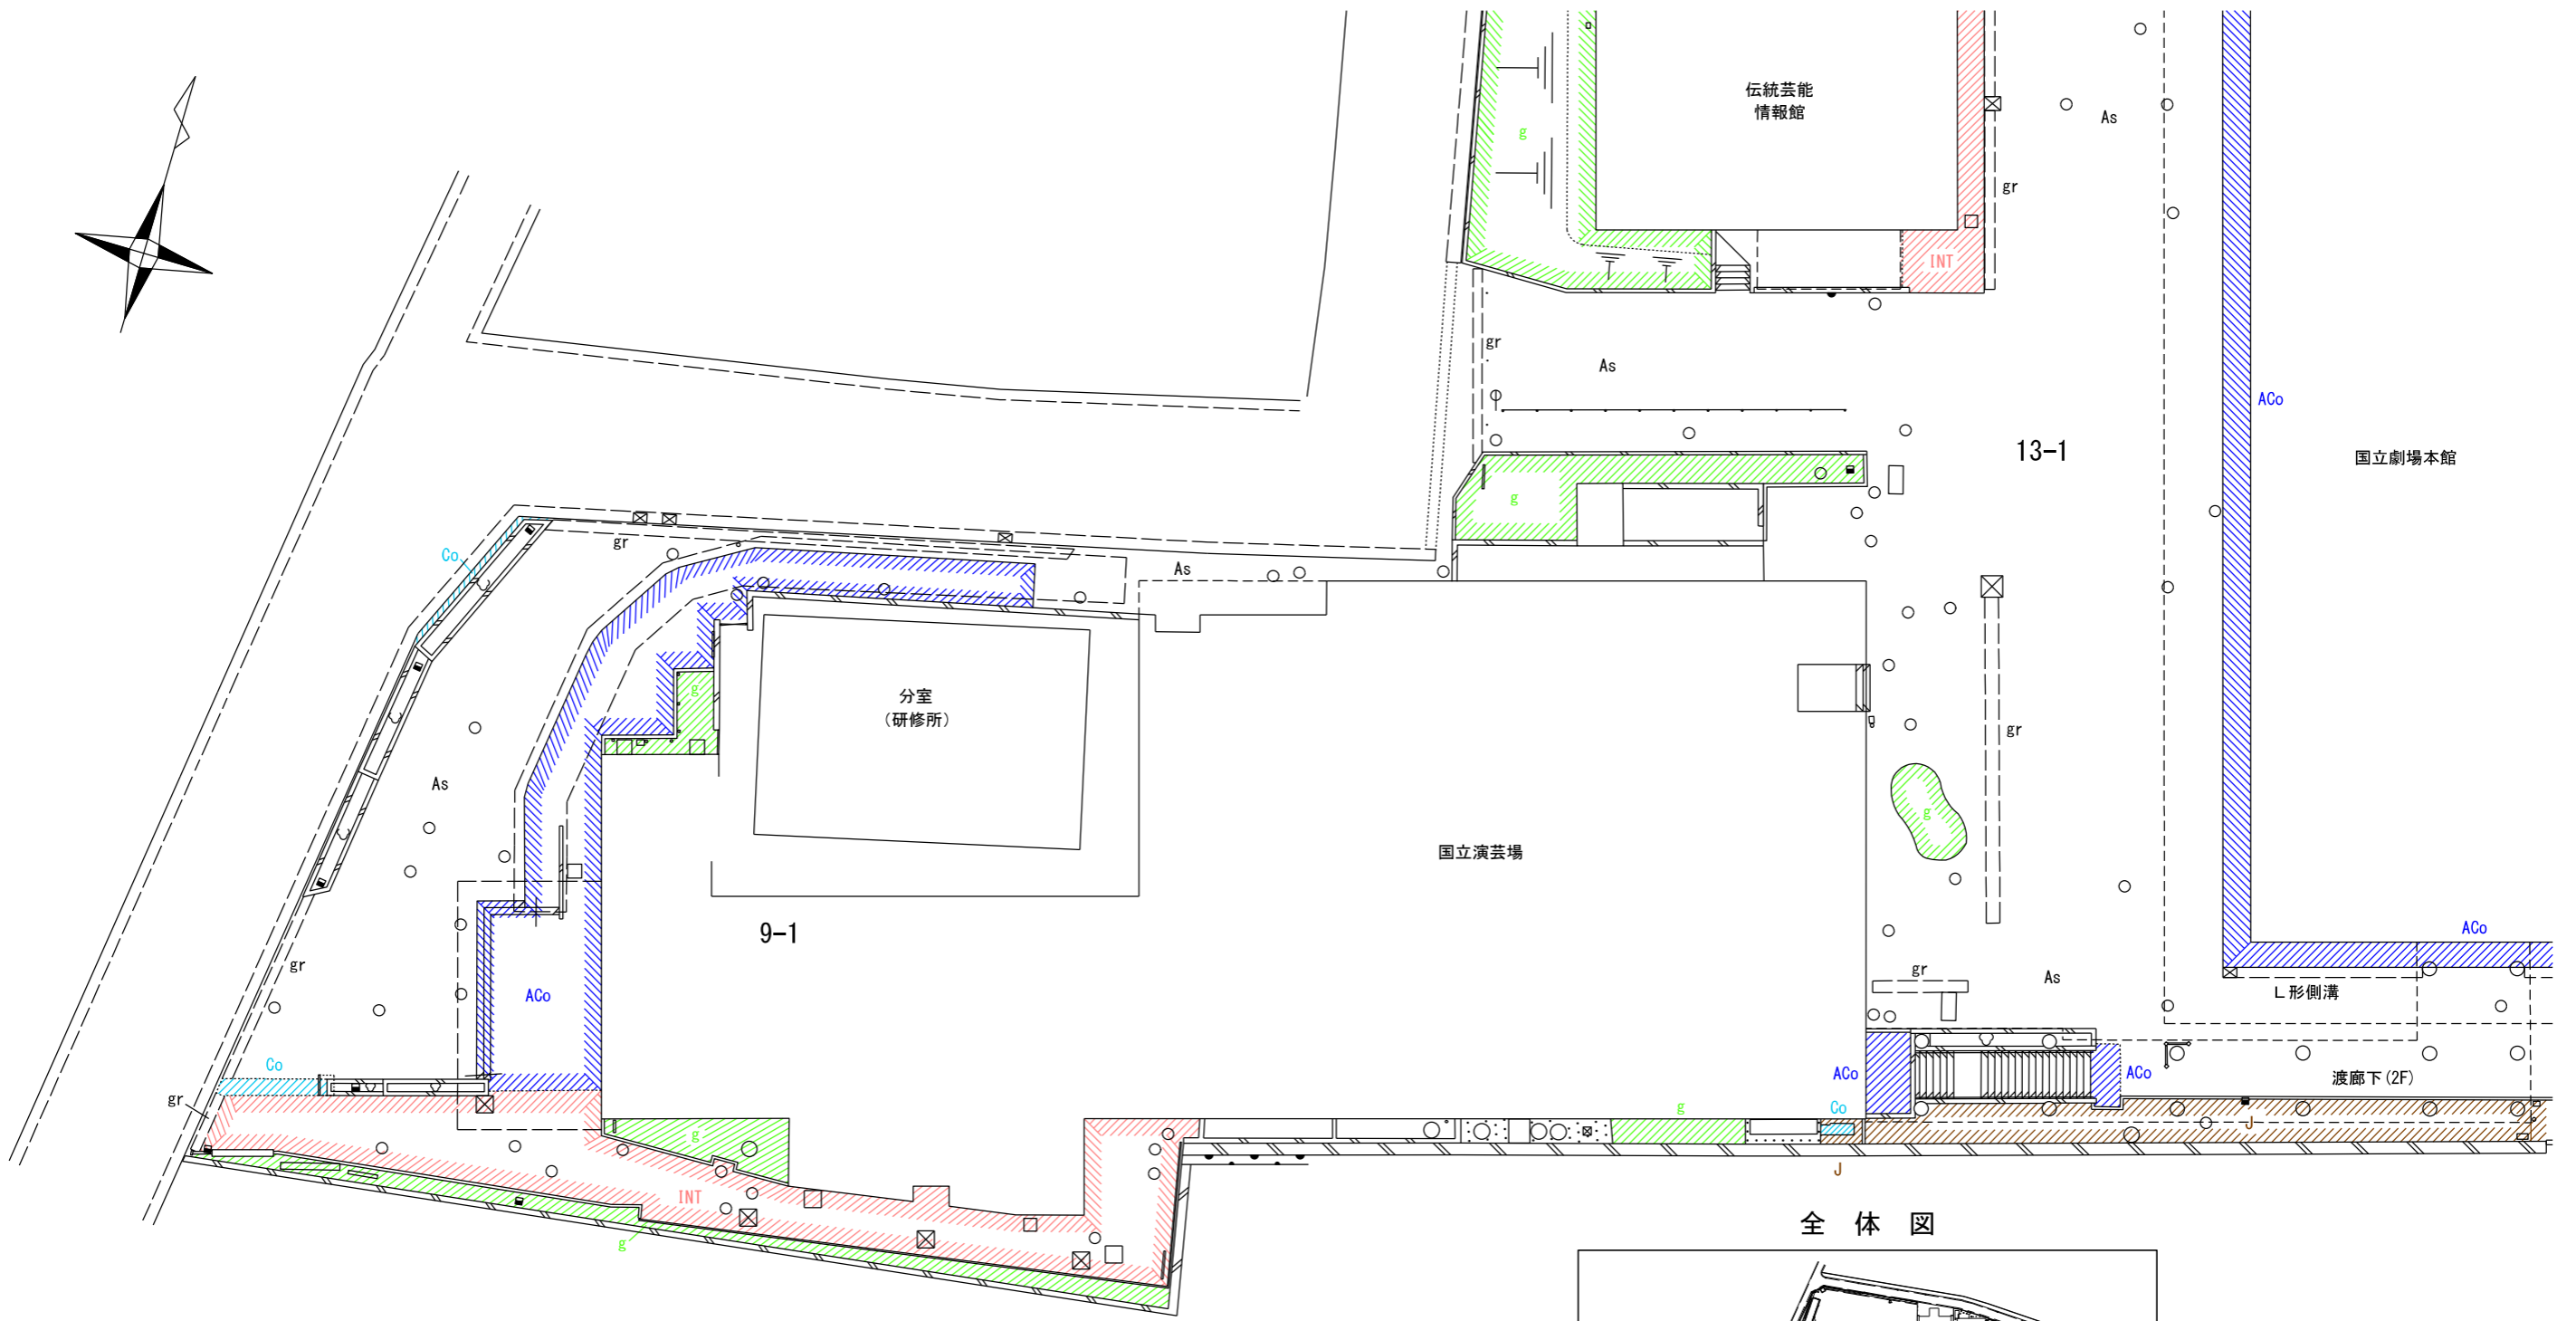 伝統芸能
情報館
As
g
gr
INT
gr
As
ACo
13-1
国立劇場本館
g
Co
gr
As
g
分室
(研修所)
gr
As
g
国立演芸場
9-1
ACo
gr
ACo
gr
As
L形側溝
Co
ACo
ACo
渡廊下(2F)
gr
Co
g
g
J
J
INT
g
全体図